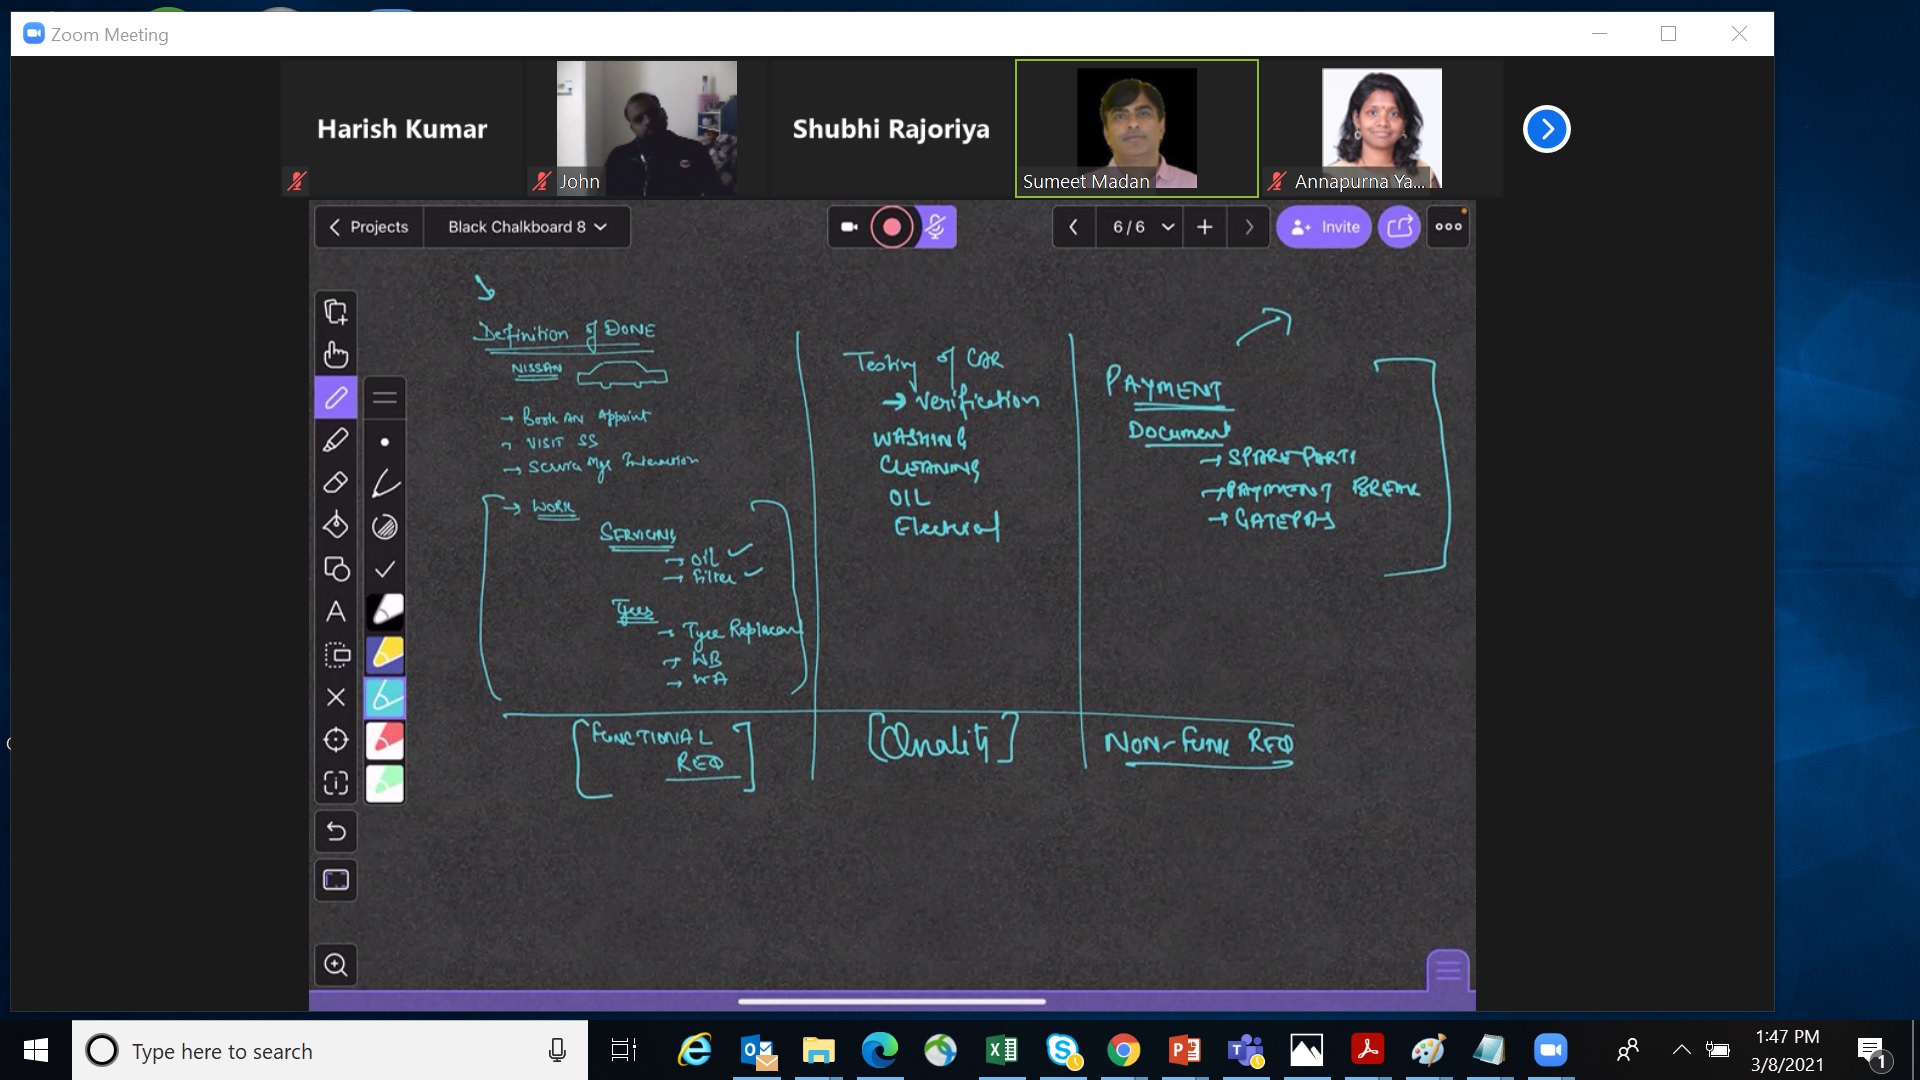 Zoom Meeting
Harish Kumar
John
Shubhi Rajoriya
Sumeet Madan
Annapurna Ya...
Projects
Black Chalkboard 8
6 / 6
Invite
Definition of DONE
NISSAN
→ Book AN Appoint
→ VISIT SS
→ Service Mgr Interaction
→ WORK
SERVICING
→ OIL ✓
→ Filter ✓
Tyres
→ Tyre Replacem
→ WB
→ WA
FUNCTIONAL
REQ
Testing of CAR
→ Verification
WASHING
CLEANING
OIL
Electrical
[Quality]
PAYMENT
Document
→ SPARE PARTS
→ PAYMENT BREAK
→ GATEPASS
NON-FUNC REQ
Type here to search
1:47 PM
3/8/2021
1